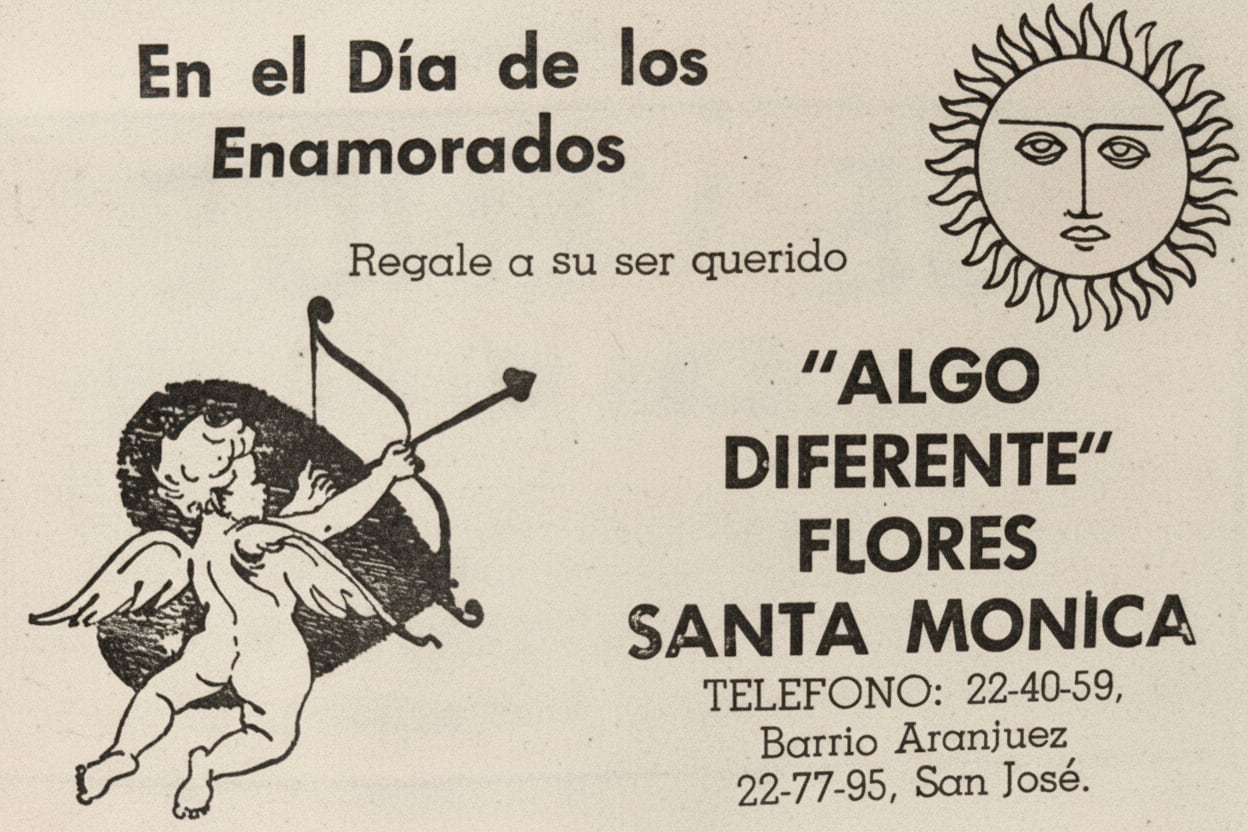 En el Día de los
Enamorados
Regale a su ser querido
"ALGO
DIFERENTE"
FLORES
SANTA MONICA
TELEFONO: 22-40-59,
Barrio Aranjuez
22-77-95, San José.